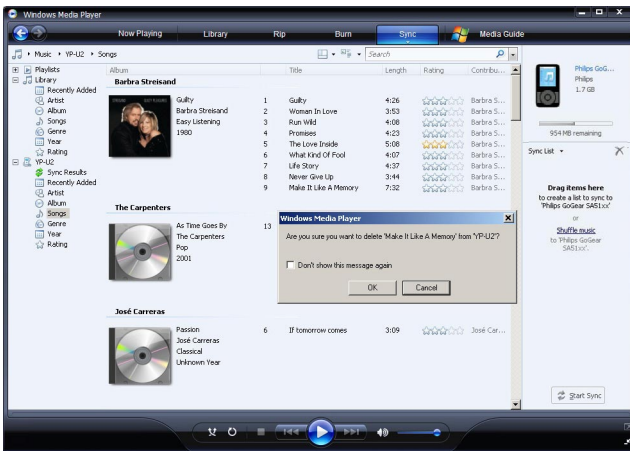 Windows Media Player
Now Playing Library Rip Burn Sync Media Guide
Music YP-U2 Songs
Search
Playlists
Library
Recently Added
Artist
Album
Songs
Genre
Year
Rating
YP-U2
Sync Results
Recently Added
Artist
Album
Songs
Genre
Year
Rating
Album Title Length Rating Contribu...
Barbra Streisand
Guilty
Barbra Streisand
Easy Listening
1980
1 Guilty 4:26 Barbra S...
2 Woman In Love 3:53 Barbra S...
3 Run Wild 4:08 Barbra S...
4 Promises 4:23 Barbra S...
5 The Love Inside 5:08 Barbra S...
6 What Kind Of Fool 4:07 Barbra S...
7 Life Story 4:37 Barbra S...
8 Never Give Up 3:44 Barbra S...
9 Make It Like A Memory 7:32 Barbra S...
The Carpenters
As Time Goes By
The Carpenters
Pop
2001
13
Windows Media Player
Are you sure you want to delete 'Make It Like A Memory' from 'YP-U2'?
Don't show this message again
OK Cancel
José Carreras
Passion
José Carreras
Classical
Unknown Year
6 If tomorrow comes 3:09 José Car...
Philips GoG...
Philips
1.7 GB
954 MB remaining
Sync List
Drag items here
to create a list to sync to
'Philips GoGear SA51xx'
or
Shuffle music
to 'Philips GoGear
SA51xx'.
Start Sync